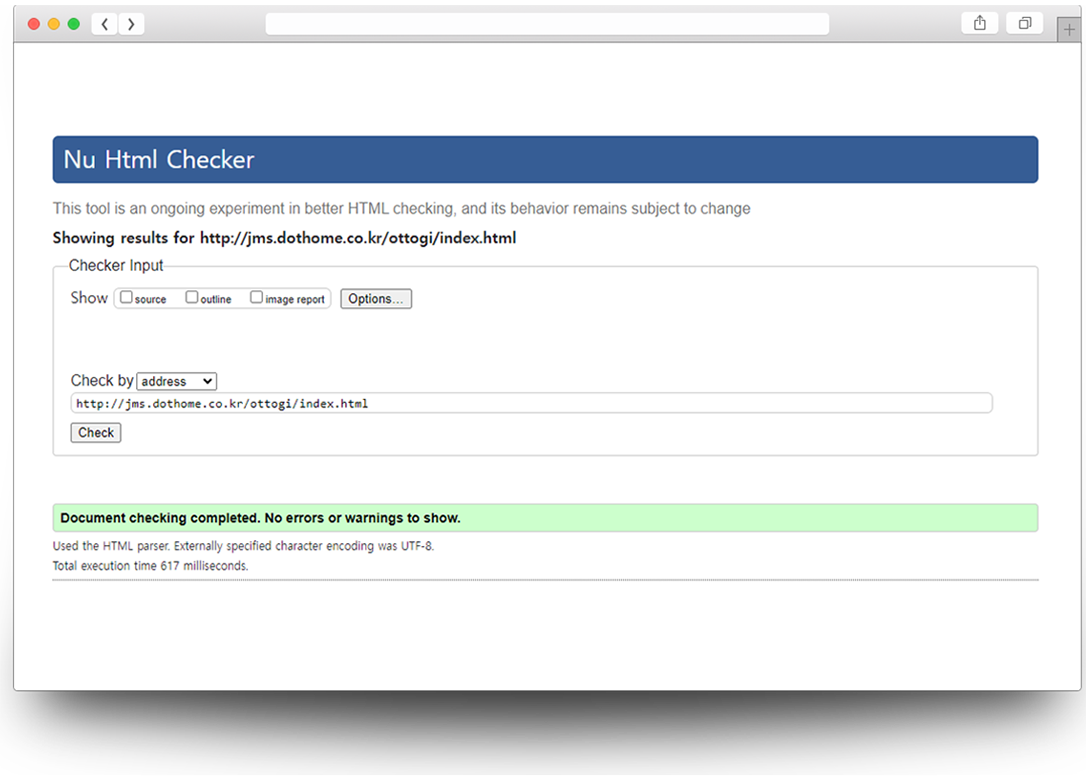 Nu Html Checker
This tool is an ongoing experiment in better HTML checking, and its behavior remains subject to change
Showing results for http://jms.dothome.co.kr/ottogi/index.html
Checker Input
Show source outline image report Options...
Check by address
http://jms.dothome.co.kr/ottogi/index.html
Check
Document checking completed. No errors or warnings to show.
Used the HTML parser. Externally specified character encoding was UTF-8.
Total execution time 617 milliseconds.